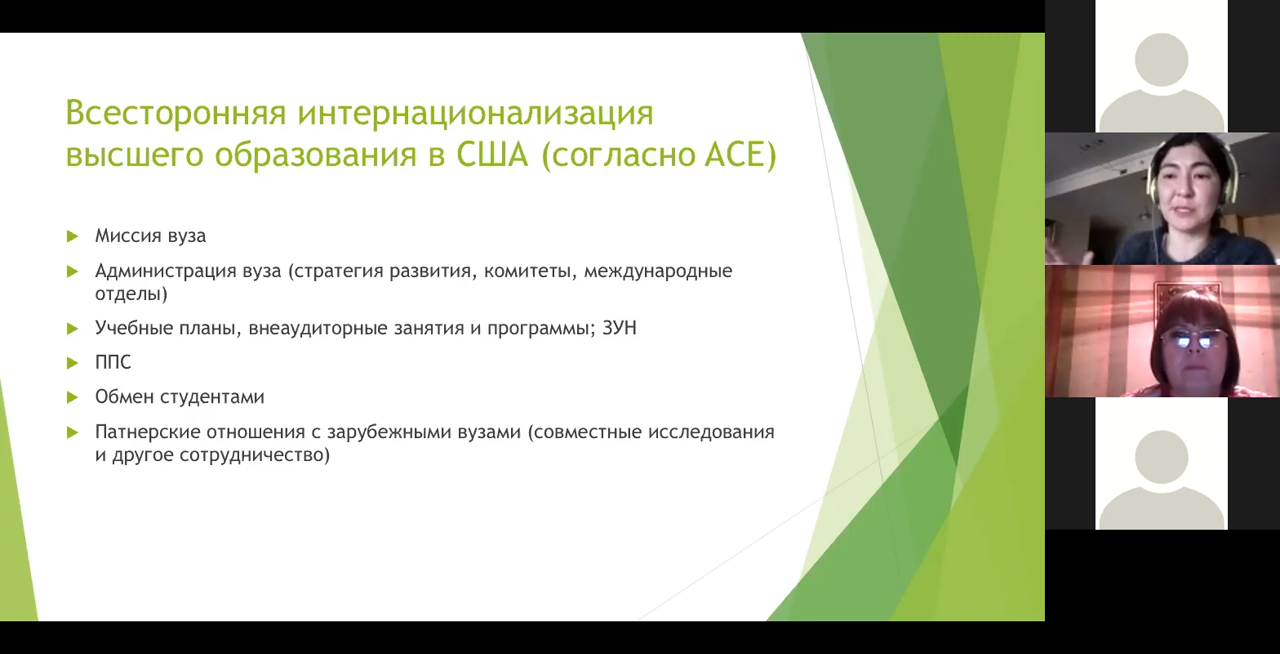 Всесторонняя интернационализация
высшего образования в США (согласно ACE)
Миссия вуза
Администрация вуза (стратегия развития, комитеты, международные
отделы)
Учебные планы, внеаудиторные занятия и программы; ЗУН
ППС
Обмен студентами
Патнерские отношения с зарубежными вузами (совместные исследования
и другое сотрудничество)